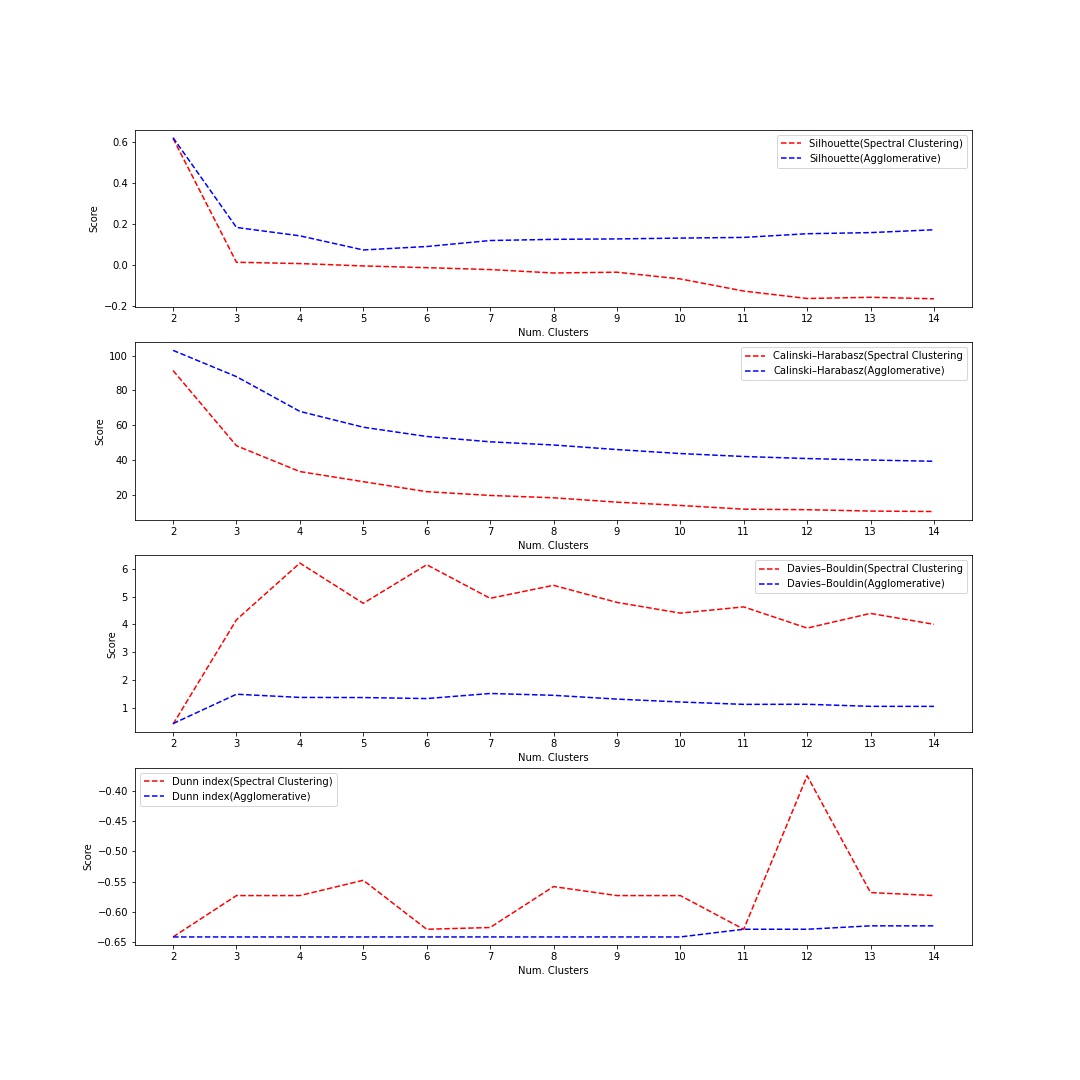 0.6
0.4
0.2
0.0
−0.2
Score
Silhouette(Spectral Clustering)
Silhouette(Agglomerative)
2 3 4 5 6 7 8 9 10 11 12 13 14
Num. Clusters
100
80
60
40
20
Score
Calinski–Harabasz(Spectral Clustering
Calinski–Harabasz(Agglomerative)
2 3 4 5 6 7 8 9 10 11 12 13 14
Num. Clusters
6
5
4
3
2
1
Score
Davies–Bouldin(Spectral Clustering
Davies–Bouldin(Agglomerative)
2 3 4 5 6 7 8 9 10 11 12 13 14
Num. Clusters
−0.40
−0.45
−0.50
−0.55
−0.60
−0.65
Score
Dunn index(Spectral Clustering)
Dunn index(Agglomerative)
2 3 4 5 6 7 8 9 10 11 12 13 14
Num. Clusters